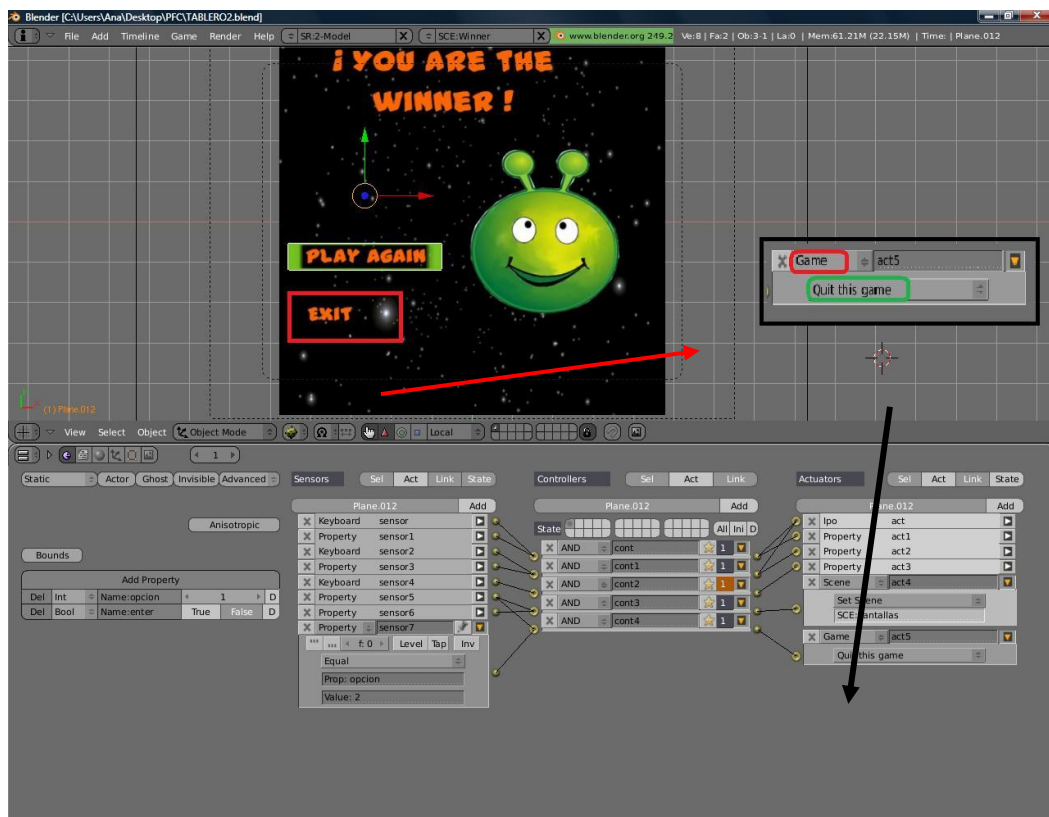 Blender [C:\Users\Ana\Desktop\PFC\TABLERO2.blend]
File Add Timeline Game Render Help SR:2-Model X SCE:Winner X www.blender.org 249.2 Ve:8 | Fa:2 | Ob:3-1 | La:0 | Mem:61.21M (22.15M) | Time: | Plane.012
¡ YOU ARE THE
WINNER !
PLAY AGAIN
EXIT
X Game act5
Quit this game
(1) Plane.012
View Select Object Object Mode Local
1
Static Actor Ghost Invisible Advanced
Anisotropic
Bounds
Add Property
Del Int Name:opcion 1 D
Del Bool Name:enter True False D
Sensors Sel Act Link State
Plane.012 Add
X Keyboard sensor
X Property sensor1
X Keyboard sensor2
X Property sensor3
X Keyboard sensor4
X Property sensor5
X Property sensor6
X Property sensor7
f: 0 Level Tap Inv
Equal
Prop: opcion
Value: 2
Controllers Sel Act Link
Plane.012 Add
State All Ini D
X AND cont 1
X AND cont1 1
X AND cont2 1
X AND cont3 1
X AND cont4 1
Actuators Sel Act Link State
Add
X Ipo act
X Property act1
X Property act2
X Property act3
X Scene act4
Set Scene
X Game act5
Quit this game